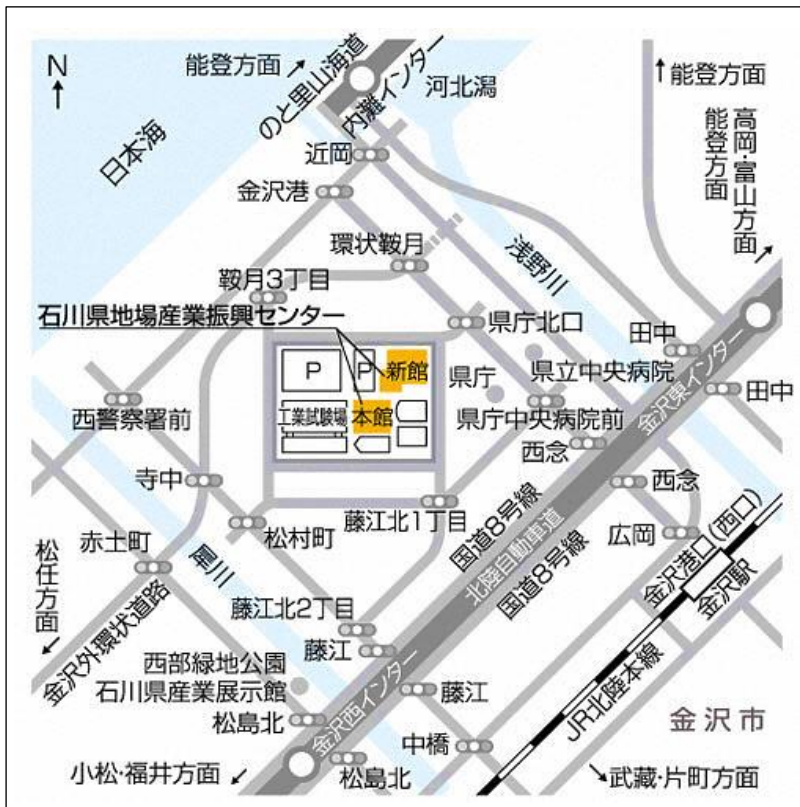 能登方面
のと里山海道
内灘インター
河北潟
能登方面
N
日本海
高岡・富山方面
能登方面
近岡
金沢港
環状鞍月
浅野川
鞍月3丁目
石川県地場産業振興センター
県庁北口
田中
P
P
新館
県庁
県立中央病院
金沢東インター
田中
西警察署前
工業試験場
本館
県庁中央病院前
西念
西念
寺中
藤江北1丁目
国道8号線
北陸自動車道
国道8号線
広岡
金沢港口(西口)
金沢駅
松村町
赤土町
松任方面
犀川
金沢外環状道路
藤江北2丁目
藤江
西部緑地公園
石川県産業展示館
藤江
JR北陸本線
金沢市
松島北
金沢西インター
中橋
小松・福井方面
松島北
武蔵・片町方面